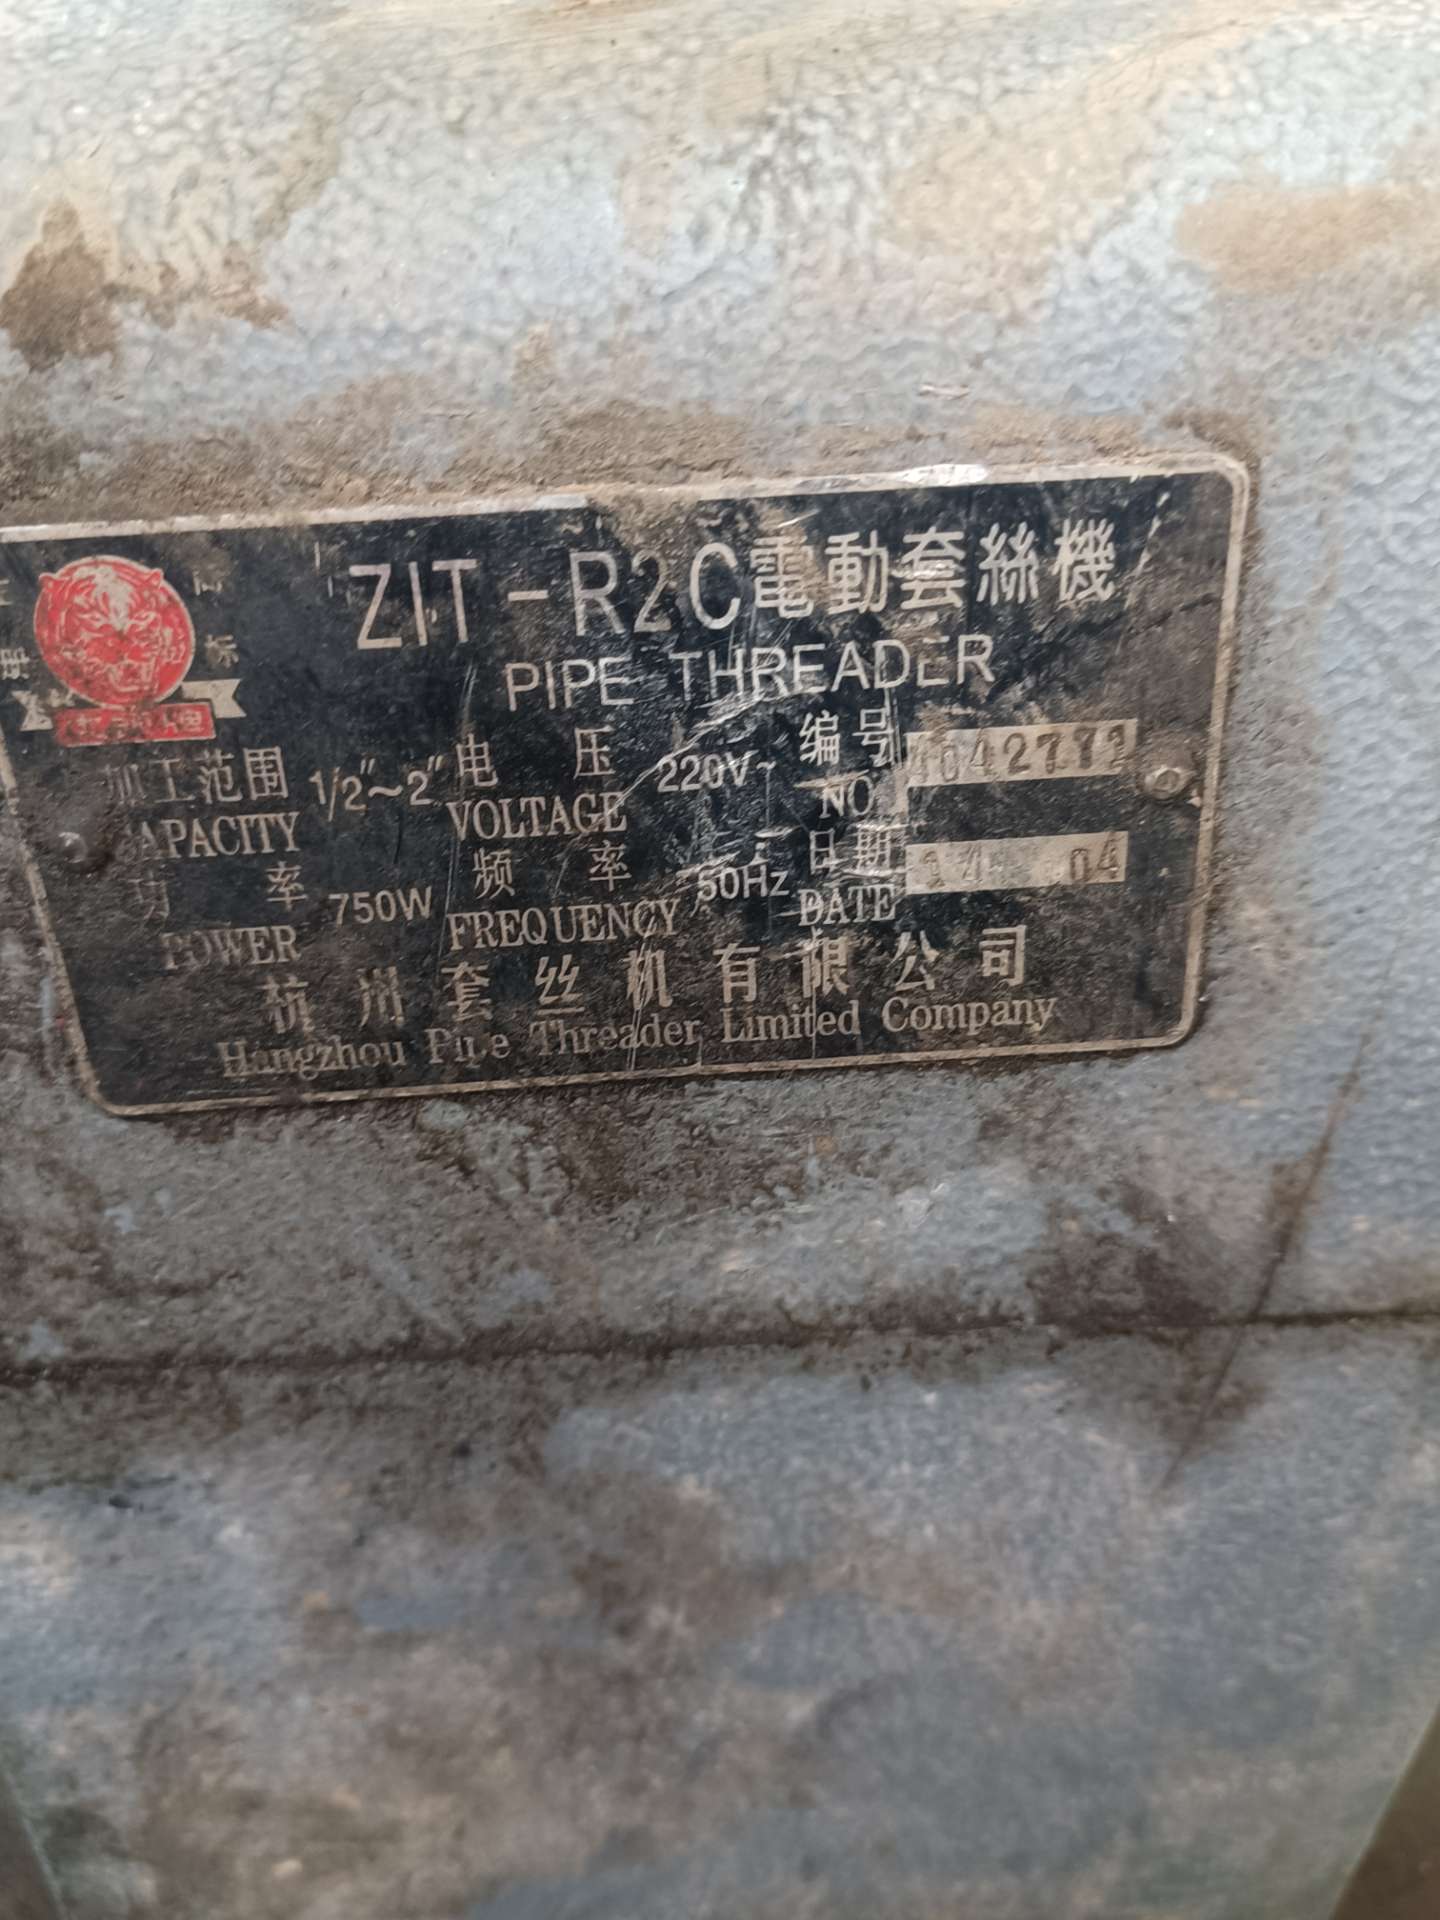 ZIT-R2C電動套絲機
PIPE THREADER
加工范围 1/2"~2" 电压 220V~ 编号 4042772
CAPACITY VOLTAGE NO
功率 750W 频率 50Hz 日期 04
POWER FREQUENCY DATE
杭州套丝机有限公司
Hangzhou Pipe Threader Limited Company